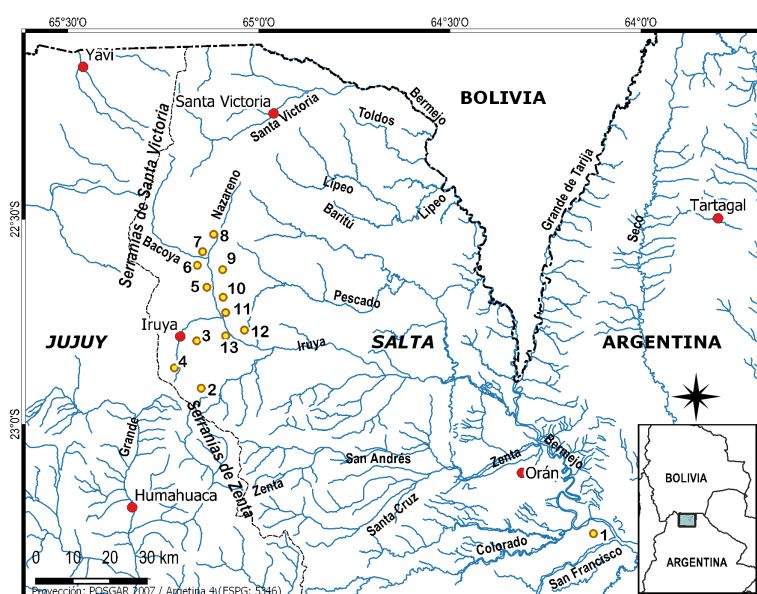 65°30'0 65°00 64°30'0 64°00'0
Yavi
BOLIVIA
Santa Victoria
Santa Victoria
Bermejo
Toldos
Serranías de Santa Victoria
Nazareno
Lipeo
Lipeo
Baritú
Grande de Tarija
Seco
Tartagal
22°30'S
Bacoya
7 8
6 9
5 10
11
12
13
Pescado
Iruya
3
4
2
Iruya
JUJUY
SALTA
ARGENTINA
23°0'S
Serranías de Zenta
Grande
San Andrés
Zenta
Zenta
Bermejo
Orán
Humahuaca
Santa Cruz
Colorado
1
San Francisco
BOLIVIA
ARGENTINA
0 10 20 30 km
Proyección: POSGAR 2007 / Argetina 4 (EPSG: 5346)